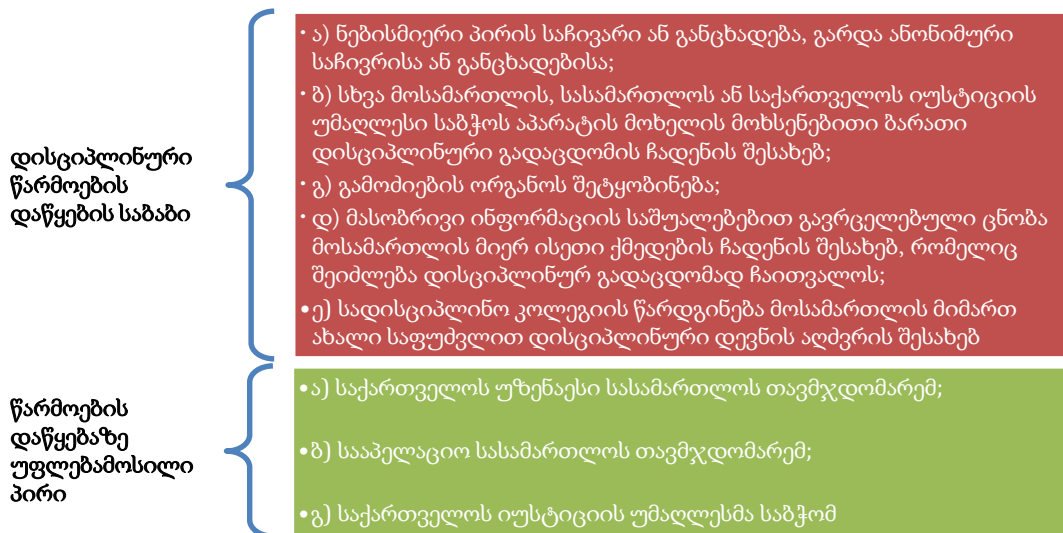 დისციპლინური
წარმოების
დაწყების საბაბი
• ა) ნებისმიერი პირის საჩივარი ან განცხადება, გარდა ანონიმური
საჩივრისა ან განცხადებისა;
• ბ) სხვა მოსამართლის, სასამართლოს ან საქართველოს იუსტიციის
უმაღლესი საბჭოს აპარატის მოხელის მოხსენებითი ბარათი
დისციპლინური გადაცდომის ჩადენის შესახებ;
• გ) გამოძიების ორგანოს შეტყობინება;
• დ) მასობრივი ინფორმაციის საშუალებებით გავრცელებული ცნობა
მოსამართლის მიერ ისეთი ქმედების ჩადენის შესახებ, რომელიც
შეიძლება დისციპლინურ გადაცდომად ჩაითვალოს;
• ე) სადისციპლინო კოლეგიის წარდგინება მოსამართლის მიმართ
ახალი საფუძვლით დისციპლინური დევნის აღძვრის შესახებ
წარმოების
დაწყებაზე
უფლებამოსილი
პირი
• ა) საქართველოს უზენაესი სასამართლოს თავმჯდომარემ;
• ბ) სააპელაციო სასამართლოს თავმჯდომარემ;
• გ) საქართველოს იუსტიციის უმაღლესმა საბჭომ